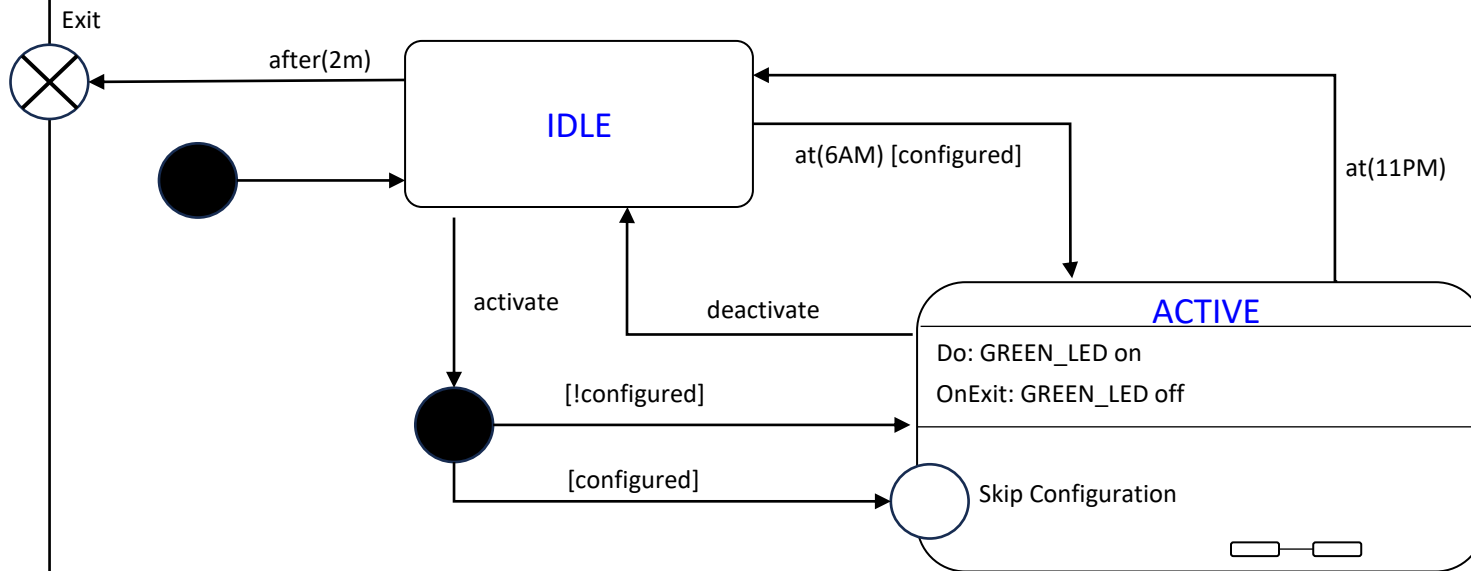 Exit
after(2m)
IDLE
at(6AM) [configured]
at(11PM)
activate
deactivate
ACTIVE
Do: GREEN_LED on
OnExit: GREEN_LED off
[!configured]
[configured]
Skip Configuration